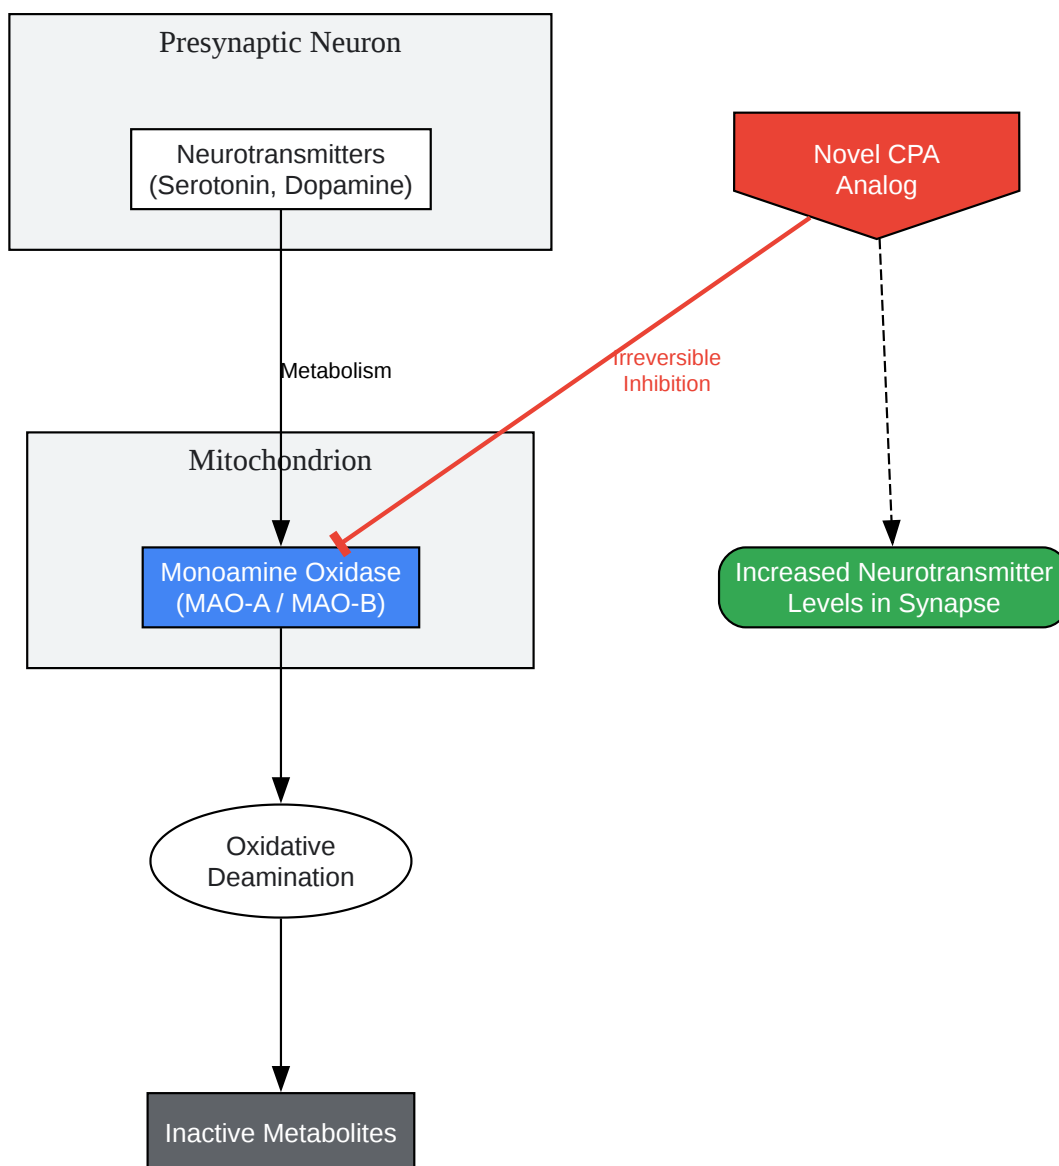 Presynaptic Neuron
Neurotransmitters
(Serotonin, Dopamine)
Novel CPA
Analog
Metabolism
Irreversible
Inhibition
Mitochondrion
Monoamine Oxidase
(MAO-A / MAO-B)
Increased Neurotransmitter
Levels in Synapse
Oxidative
Deamination
Inactive Metabolites